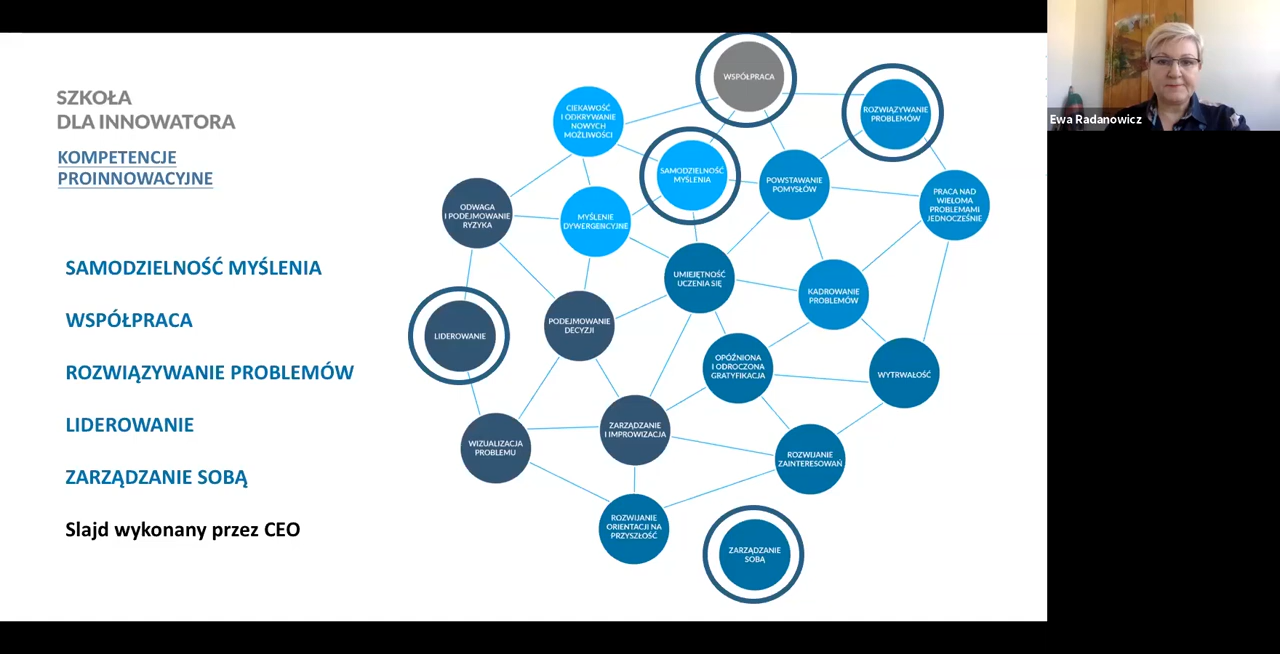 SZKOŁA
DLA INNOWATORA
KOMPETENCJE
PROINNOWACYJNE
SAMODZIELNOŚĆ MYŚLENIA
WSPÓŁPRACA
ROZWIĄZYWANIE PROBLEMÓW
LIDEROWANIE
ZARZĄDZANIE SOBĄ
Slajd wykonany przez CEO
WSPÓŁPRACA
CIEKAWOŚĆ
I ODKRYWANIE
NOWYCH
MOŻLIWOŚCI
ROZWIĄZYWANIE
PROBLEMÓW
SAMODZIELNOŚĆ
MYŚLENIA
POWSTAWANIE
POMYSŁÓW
PRACA NAD
WIELOMA
PROBLEMAMI
JEDNOCZEŚNIE
ODWAGA
I PODEJMOWANIE
RYZYKA
MYŚLENIE
DYWERGENCYJNE
UMIEJĘTNOŚĆ
UCZENIA SIĘ
KADROWANIE
PROBLEMÓW
LIDEROWANIE
PODEJMOWANIE
DECYZJI
OPÓŹNIONA
I ODROCZONA
GRATYFIKACJA
WYTRWAŁOŚĆ
WIZUALIZACJA
PROBLEMU
ZARZĄDZANIE
I IMPROWIZACJA
ROZWIJANIE
ZAINTERESOWAŃ
ROZWIJANIE
ORIENTACJI NA
PRZYSZŁOŚĆ
ZARZĄDZANIE
SOBĄ
Ewa Radanowicz